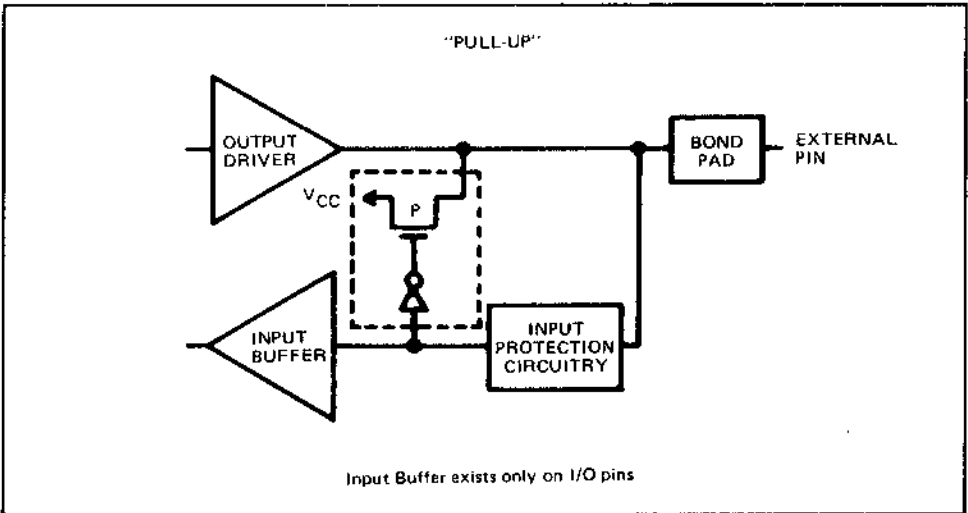 "PULL-UP"
OUTPUT
DRIVER
BOND
PAD
EXTERNAL
PIN
VCC
P
INPUT
BUFFER
INPUT
PROTECTION
CIRCUITRY
Input Buffer exists only on I/O pins